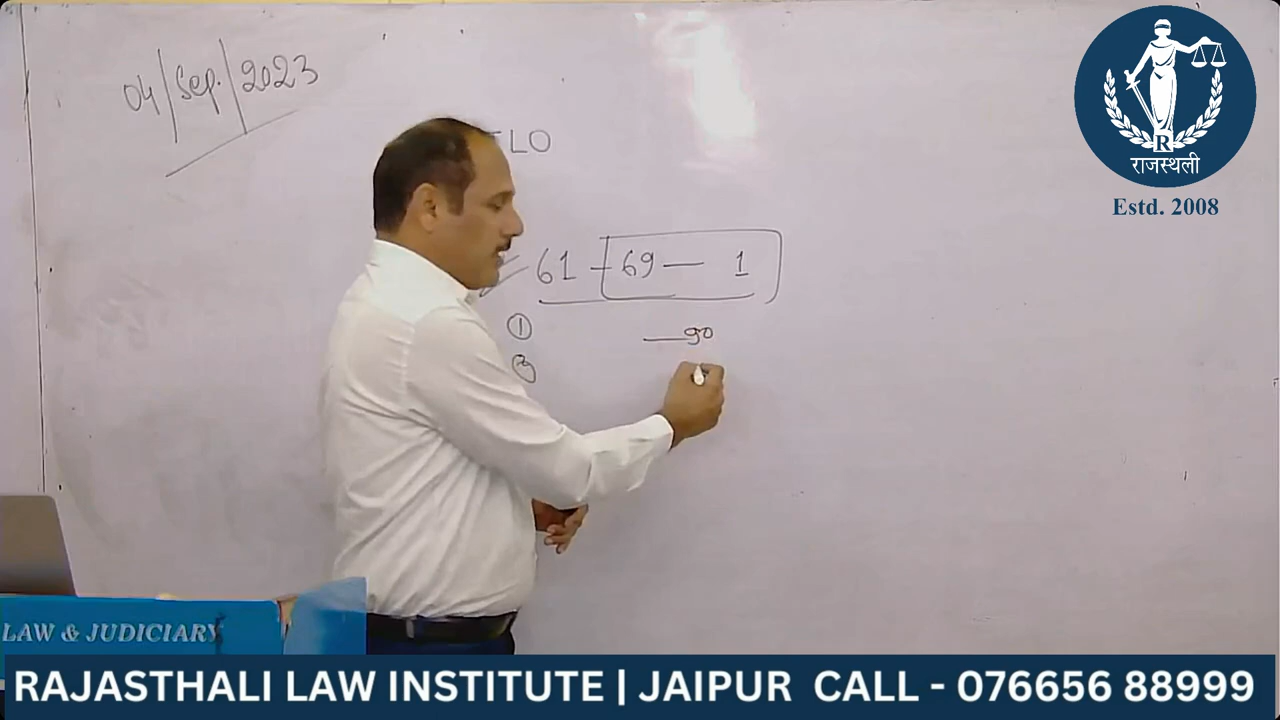 04/Sep./2023
राजस्थली
R
Estd. 2008
LO
61 – 69 — 1
①
— 90
②
LAW & JUDICIARY
RAJASTHALI LAW INSTITUTE | JAIPUR CALL - 076656 88999